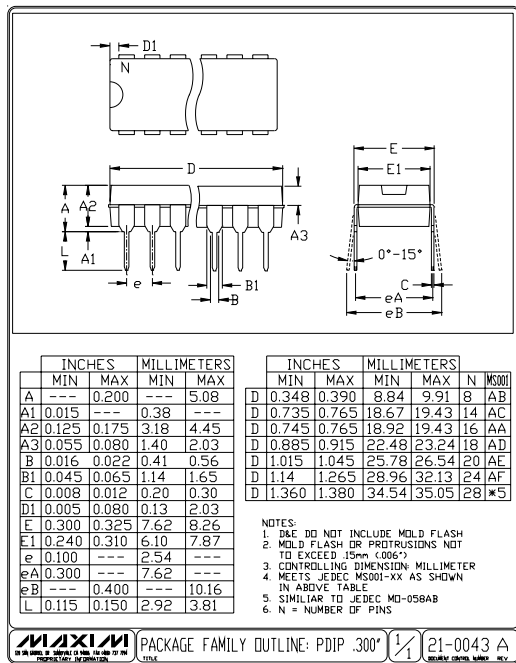 D1
N
D
E
E1
A
A2
A3
L
A1
0°-15°
e
B1
B
C
eA
eB
INCHES MILLIMETERS
MIN MAX MIN MAX
A --- 0.200 --- 5.08
A1 0.015 --- 0.38 ---
A2 0.125 0.175 3.18 4.45
A3 0.055 0.080 1.40 2.03
B 0.016 0.022 0.41 0.56
B1 0.045 0.065 1.14 1.65
C 0.008 0.012 0.20 0.30
D1 0.005 0.080 0.13 2.03
E 0.300 0.325 7.62 8.26
E1 0.240 0.310 6.10 7.87
e 0.100 --- 2.54 ---
eA 0.300 --- 7.62 ---
eB --- 0.400 --- 10.16
L 0.115 0.150 2.92 3.81
INCHES MILLIMETERS
MIN MAX MIN MAX N MS001
D 0.348 0.390 8.84 9.91 8 AB
D 0.735 0.765 18.67 19.43 14 AC
D 0.745 0.765 18.92 19.43 16 AA
D 0.885 0.915 22.48 23.24 18 AD
D 1.015 1.045 25.78 26.54 20 AE
D 1.14 1.265 28.96 32.13 24 AF
D 1.360 1.380 34.54 35.05 28 *5
NOTES:
1. D&E DO NOT INCLUDE MOLD FLASH
2. MOLD FLASH OR PROTRUSIONS NOT
TO EXCEED .15mm (.006")
3. CONTROLLING DIMENSION: MILLIMETER
4. MEETS JEDEC MS001-XX AS SHOWN
IN ABOVE TABLE
5. SIMILIAR TO JEDEC MO-058AB
6. N = NUMBER OF PINS
MAXIM
PROPRIETARY INFORMATION
PACKAGE FAMILY OUTLINE: PDIP .300"
TITLE
1/1
21-0043 A
DOCUMENT CONTROL NUMBER REV